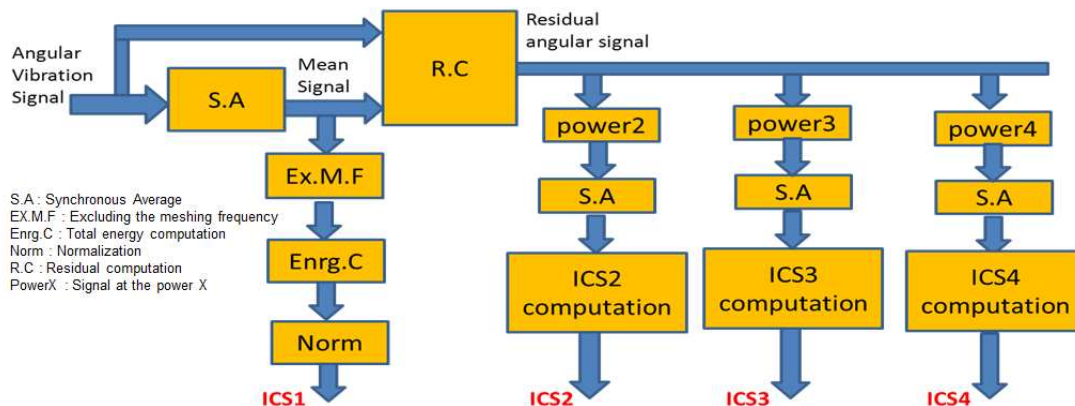 Angular
Vibration
Signal
S.A
Mean
Signal
R.C
Residual
angular signal
Ex.M.F
Enrg.C
Norm
ICS1
power2
S.A
ICS2
computation
ICS2
power3
S.A
ICS3
computation
ICS3
power4
S.A
ICS4
computation
ICS4
S.A : Synchronous Average
EX.M.F : Excluding the meshing frequency
Enrg.C : Total energy computation
Norm : Normalization
R.C : Residual computation
PowerX : Signal at the power X